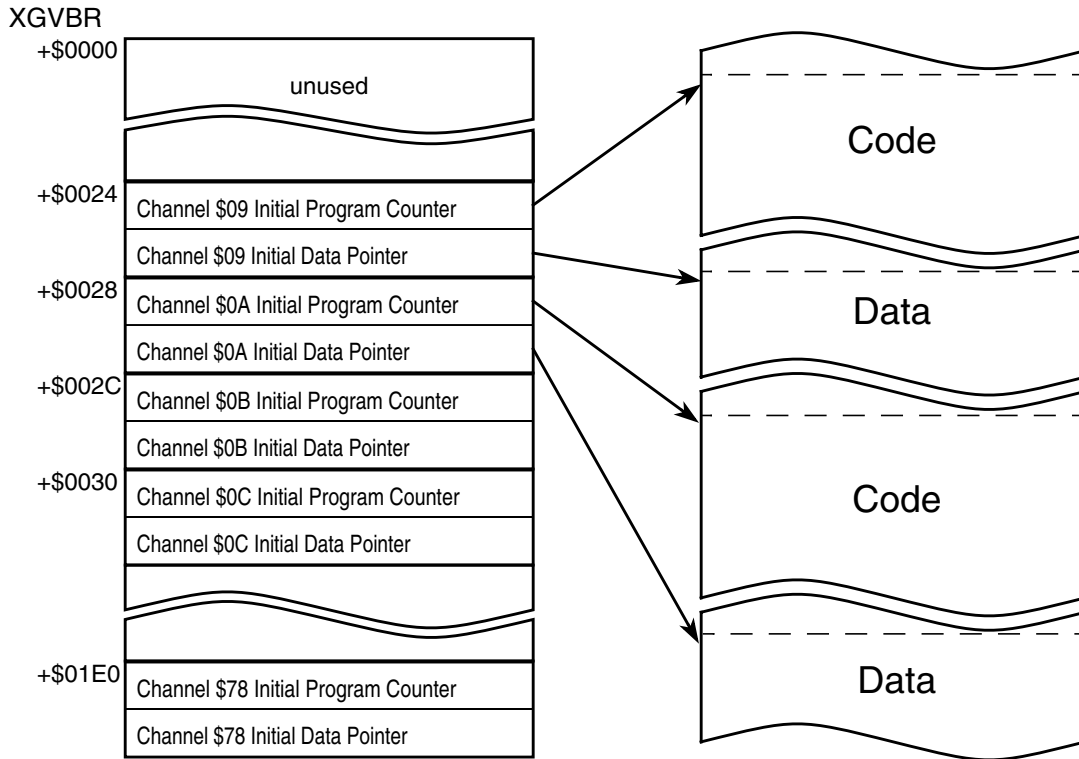 XGVBR
+$0000
unused
+$0024
Channel $09 Initial Program Counter
Channel $09 Initial Data Pointer
+$0028
Channel $0A Initial Program Counter
Channel $0A Initial Data Pointer
+$002C
Channel $0B Initial Program Counter
Channel $0B Initial Data Pointer
+$0030
Channel $0C Initial Program Counter
Channel $0C Initial Data Pointer
+$01E0
Channel $78 Initial Program Counter
Channel $78 Initial Data Pointer
Code
Data
Code
Data